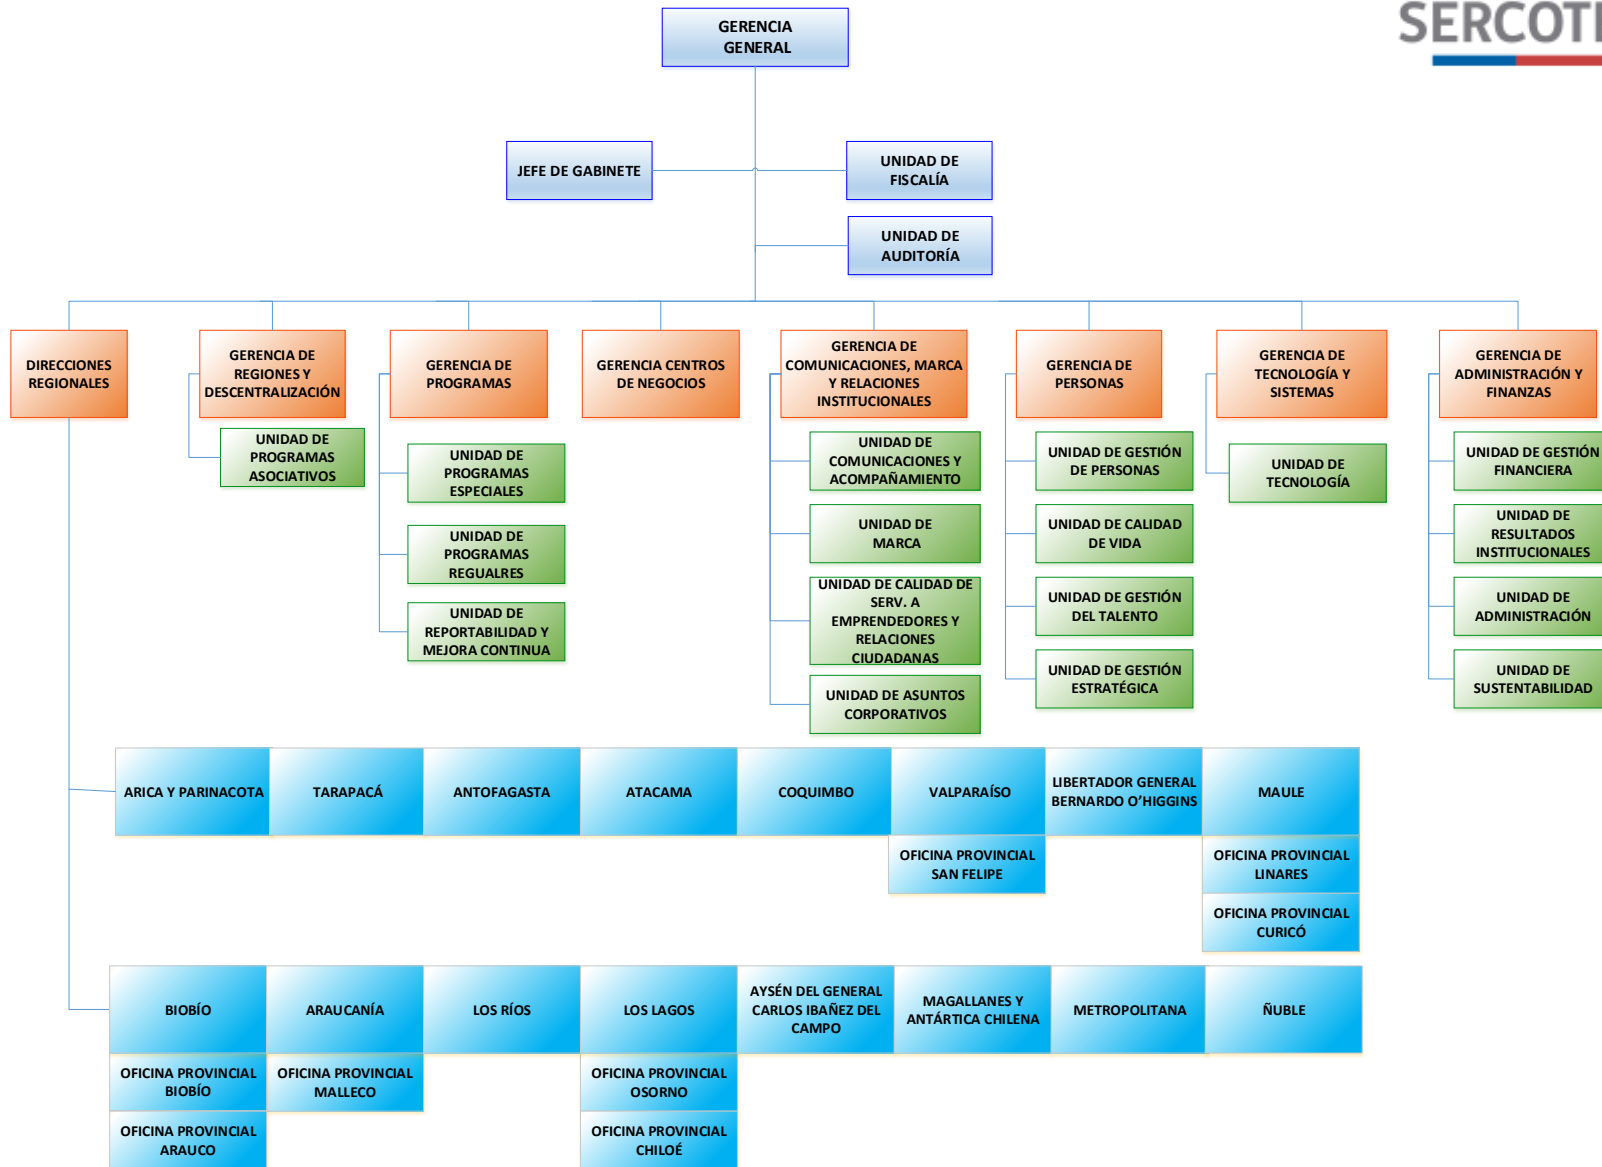 SERCOTE
GERENCIA
GENERAL
JEFE DE GABINETE
UNIDAD DE
FISCALÍA
UNIDAD DE
AUDITORÍA
DIRECCIONES
REGIONALES
GERENCIA DE
REGIONES Y
DESCENTRALIZACIÓN
GERENCIA DE
PROGRAMAS
GERENCIA CENTROS
DE NEGOCIOS
GERENCIA DE
COMUNICACIONES, MARCA
Y RELACIONES
INSTITUCIONALES
GERENCIA DE
PERSONAS
GERENCIA DE
TECNOLOGÍA Y
SISTEMAS
GERENCIA DE
ADMINISTRACIÓN Y
FINANZAS
UNIDAD DE
PROGRAMAS
ASOCIATIVOS
UNIDAD DE
PROGRAMAS
ESPECIALES
UNIDAD DE
PROGRAMAS
REGUALRES
UNIDAD DE
REPORTABILIDAD Y
MEJORA CONTINUA
UNIDAD DE
COMUNICACIONES Y
ACOMPAÑAMIENTO
UNIDAD DE
MARCA
UNIDAD DE CALIDAD DE
SERV. A
EMPRENDEDORES Y
RELACIONES
CIUDADANAS
UNIDAD DE ASUNTOS
CORPORATIVOS
UNIDAD DE GESTIÓN
DE PERSONAS
UNIDAD DE CALIDAD
DE VIDA
UNIDAD DE GESTIÓN
DEL TALENTO
UNIDAD DE GESTIÓN
ESTRATÉGICA
UNIDAD DE
TECNOLOGÍA
UNIDAD DE GESTIÓN
FINANCIERA
UNIDAD DE
RESULTADOS
INSTITUCIONALES
UNIDAD DE
ADMINISTRACIÓN
UNIDAD DE
SUSTENTABILIDAD
ARICA Y PARINACOTA
TARAPACÁ
ANTOFAGASTA
ATACAMA
COQUIMBO
VALPARAÍSO
LIBERTADOR GENERAL
BERNARDO O’HIGGINS
MAULE
OFICINA PROVINCIAL
SAN FELIPE
OFICINA PROVINCIAL
LINARES
OFICINA PROVINCIAL
CURICÓ
BIOBÍO
ARAUCANÍA
LOS RÍOS
LOS LAGOS
AYSÉN DEL GENERAL
CARLOS IBAÑEZ DEL
CAMPO
MAGALLANES Y
ANTÁRTICA CHILENA
METROPOLITANA
ÑUBLE
OFICINA PROVINCIAL
BIOBÍO
OFICINA PROVINCIAL
MALLECO
OFICINA PROVINCIAL
OSORNO
OFICINA PROVINCIAL
ARAUCO
OFICINA PROVINCIAL
CHILOÉ